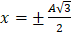 x = ± A√3/2